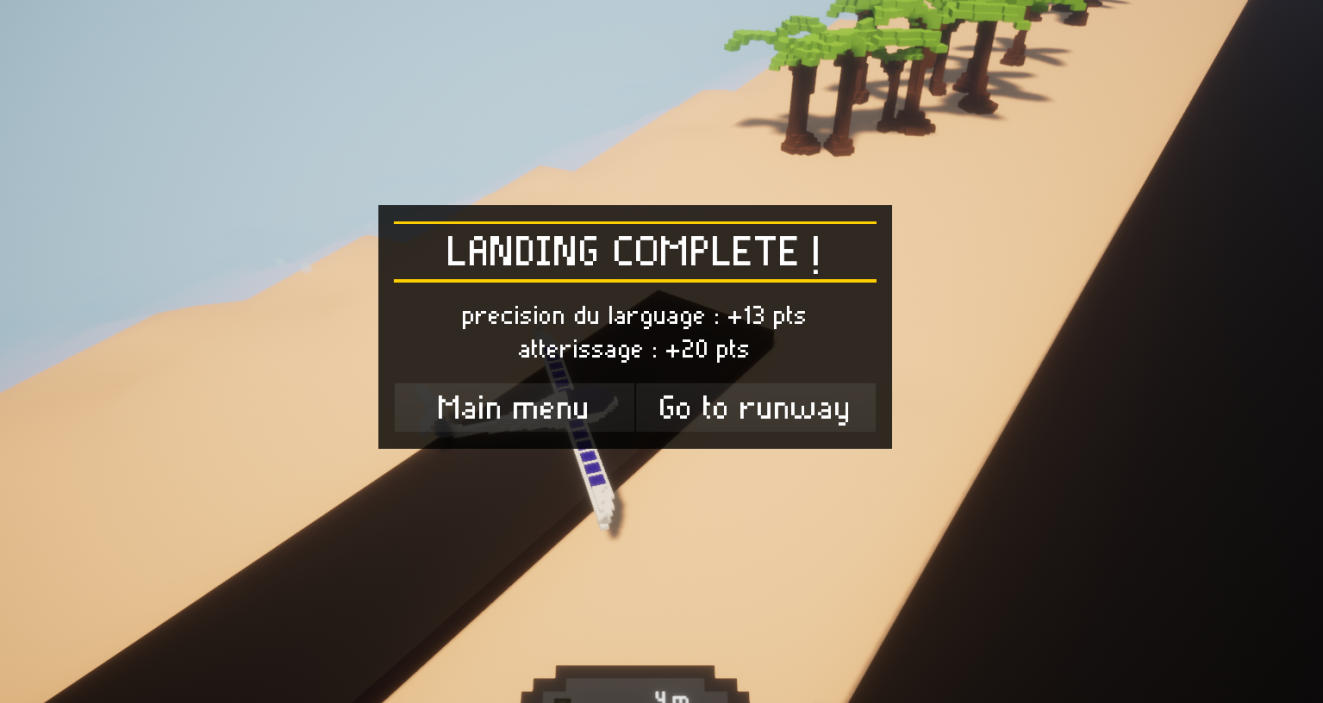 LANDING COMPLETE !
precision du larguage : +13 pts
atterissage : +20 pts
Main menu
Go to runway
4 m